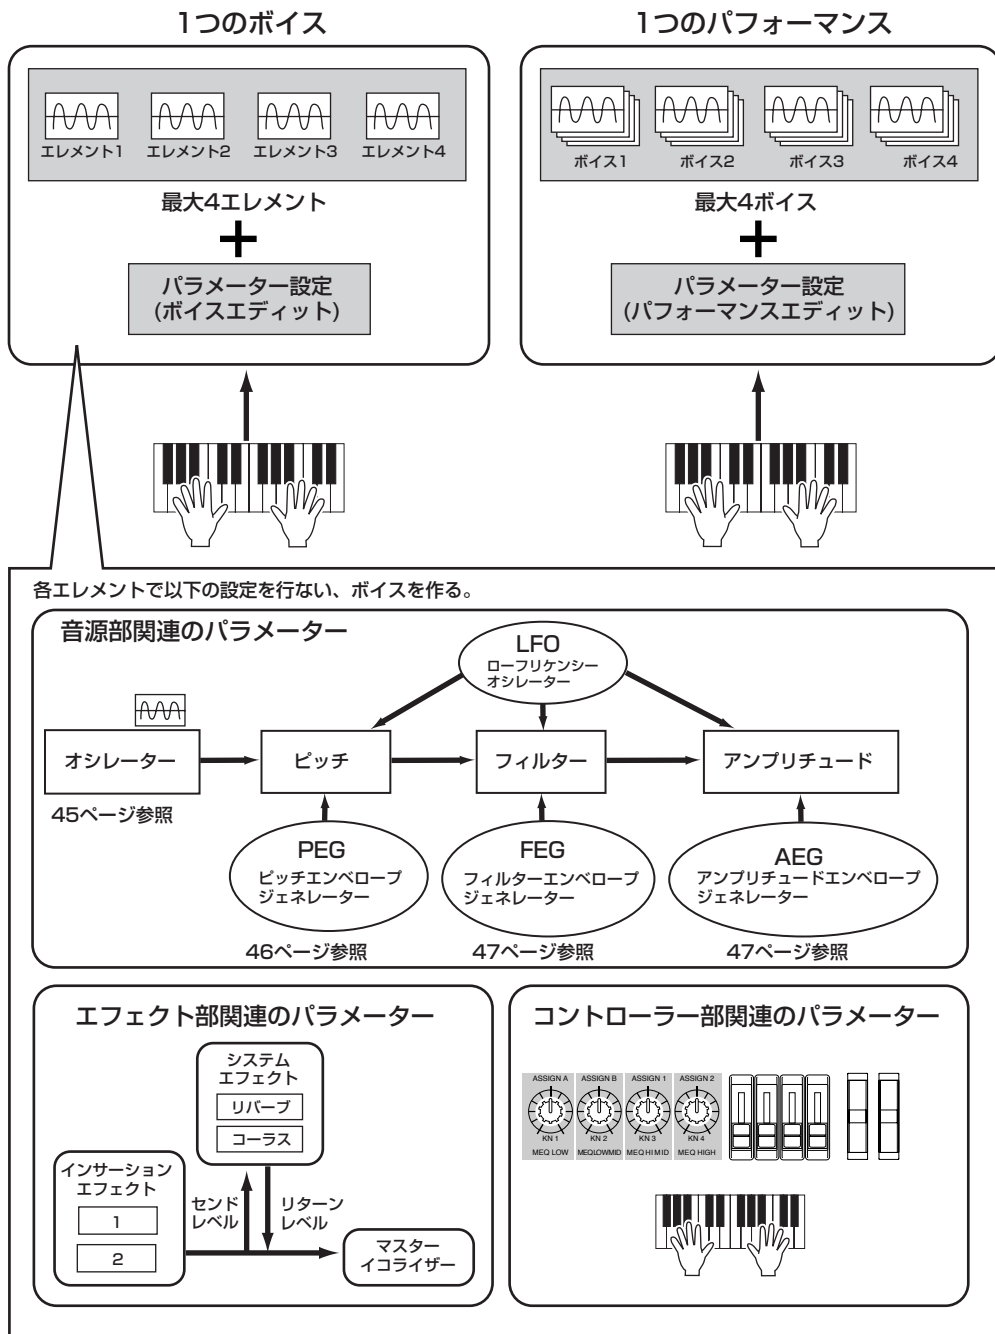 1つのボイス
エレメント1 エレメント2 エレメント3 エレメント4
最大4エレメント
パラメーター設定
(ボイスエディット)
1つのパフォーマンス
ボイス1 ボイス2 ボイス3 ボイス4
最大4ボイス
パラメーター設定
(パフォーマンスエディット)
各エレメントで以下の設定を行ない、ボイスを作る。
音源部関連のパラメーター
LFO
ローフリケンシー
オシレーター
オシレーター
ピッチ
フィルター
アンプリチュード
45ページ参照
PEG
ピッチエンベロープ
ジェネレーター
46ページ参照
FEG
フィルターエンベロープ
ジェネレーター
47ページ参照
AEG
アンプリチュードエンベロープ
ジェネレーター
47ページ参照
エフェクト部関連のパラメーター
システム
エフェクト
リバーブ
コーラス
インサーション
エフェクト
1
2
センド
レベル
リターン
レベル
マスター
イコライザー
コントローラー部関連のパラメーター
ASSIGN A ASSIGN B ASSIGN 1 ASSIGN 2
KN 1 KN 2 KN 3 KN 4
MEQ LOW MEQ LOWMID MEQ HI MID MEQ HIGH